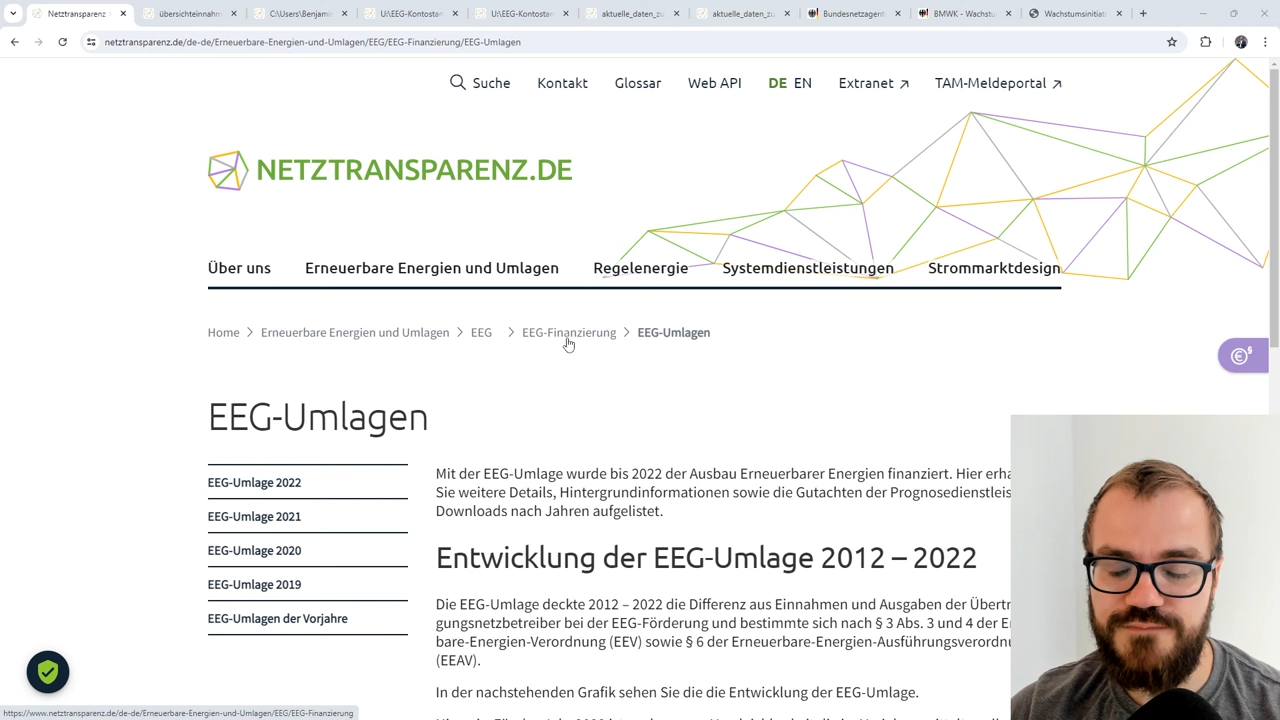 Netztransparenz
übersichteinnahm
C:\Users\Benjamin
U:\EEG-Kontostan
U:\EEG-Kontostan
aktuelle_daten_zu
aktuelle_daten_zu
Bundesnetzagent
BMWK - Wachstu
Wachstumsinitiati
netztransparenz.de/de-de/Erneuerbare-Energien-und-Umlagen/EEG/EEG-Finanzierung/EEG-Umlagen
Suche Kontakt Glossar Web API DE EN Extranet TAM-Meldeportal
NETZTRANSPARENZ.DE
Über uns Erneuerbare Energien und Umlagen Regelenergie Systemdienstleistungen Strommarktdesign
Home > Erneuerbare Energien und Umlagen > EEG > EEG-Finanzierung > EEG-Umlagen
EEG-Umlagen
EEG-Umlage 2022
EEG-Umlage 2021
EEG-Umlage 2020
EEG-Umlage 2019
EEG-Umlagen der Vorjahre
Mit der EEG-Umlage wurde bis 2022 der Ausbau Erneuerbarer Energien finanziert. Hier erha
Sie weitere Details, Hintergrundinformationen sowie die Gutachten der Prognosedienstleis
Downloads nach Jahren aufgelistet.
Entwicklung der EEG-Umlage 2012 – 2022
Die EEG-Umlage deckte 2012 – 2022 die Differenz aus Einnahmen und Ausgaben der Übertr
gungsnetzbetreiber bei der EEG-Förderung und bestimmte sich nach § 3 Abs. 3 und 4 der E
bare-Energien-Verordnung (EEV) sowie § 6 der Erneuerbare-Energien-Ausführungsverordnu
(EEAV).
In der nachstehenden Grafik sehen Sie die die Entwicklung der EEG-Umlage.
https://www.netztransparenz.de/de-de/Erneuerbare-Energien-und-Umlagen/EEG/EEG-Finanzierung